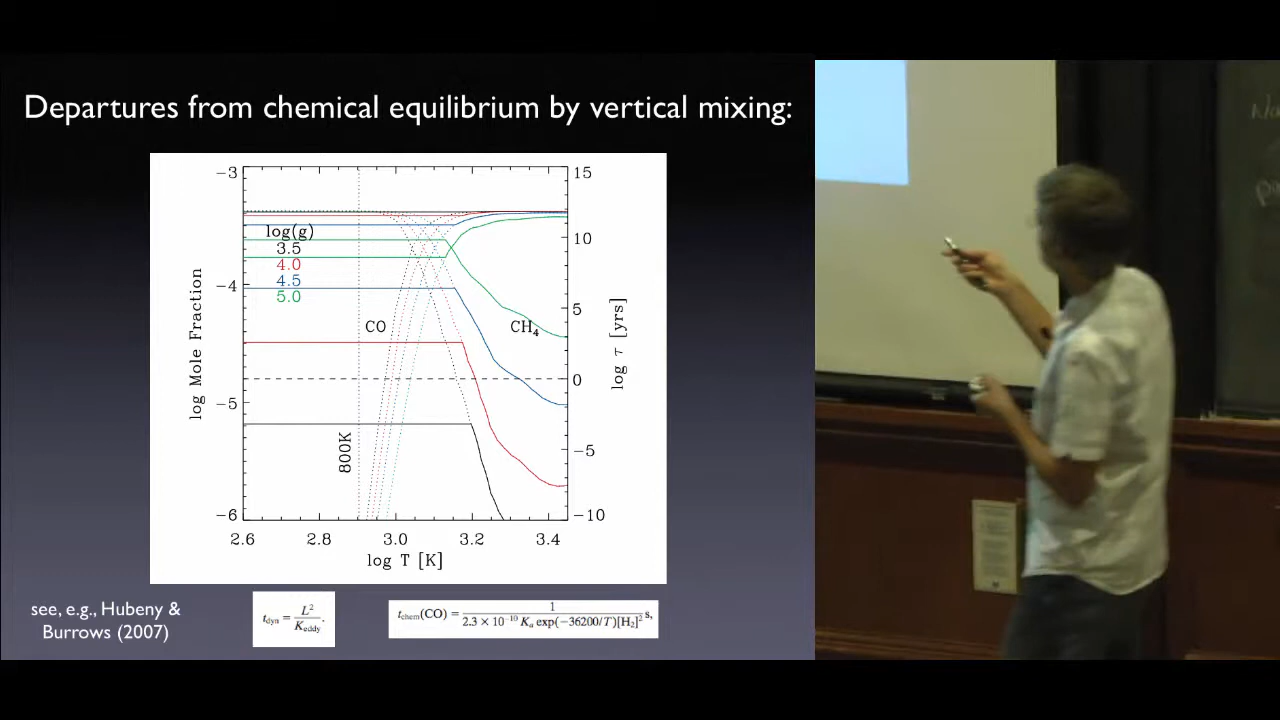 Departures from chemical equilibrium by vertical mixing:
-3
-4
-5
-6
log Mole Fraction
log(g)
3.5
4.0
4.5
5.0
CO
CH₄
800K
15
10
5
0
-5
-10
log τ [yrs]
2.6 2.8 3.0 3.2 3.4
log T [K]
see, e.g., Hubeny &
Burrows (2007)
t_dyn = L² / K_eddy.
t_chem(CO) = 1 / 2.3 × 10⁻¹⁰ K_a exp(−36200/T)[H₂]² s,